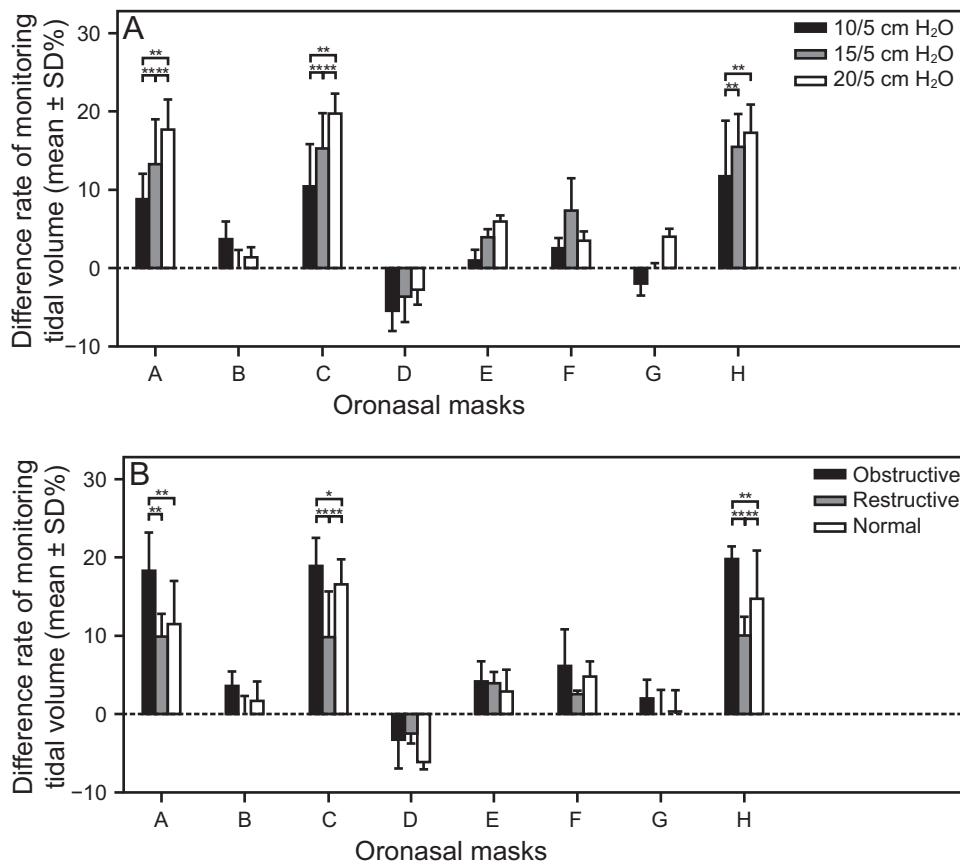 A
10/5 cm H₂O
15/5 cm H₂O
20/5 cm H₂O
Difference rate of monitoring
tidal volume (mean ± SD%)
30
20
10
0
−10
** ** **
** ** **
** **
A B C D E F G H
Oronasal masks
B
Obstructive
Restructive
Normal
Difference rate of monitoring
tidal volume (mean ± SD%)
30
20
10
0
−10
** **
* ** **
** ** **
A B C D E F G H
Oronasal masks